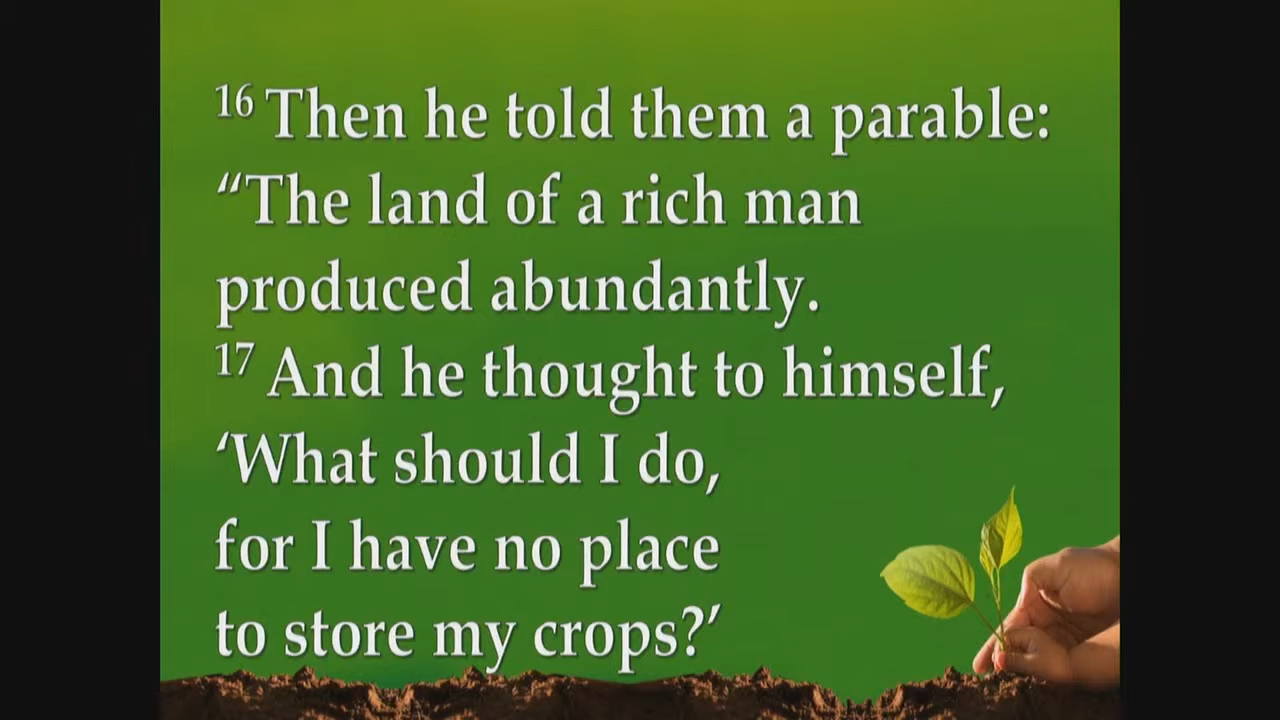 16 Then he told them a parable:
“The land of a rich man
produced abundantly.
17 And he thought to himself,
‘What should I do,
for I have no place
to store my crops?’